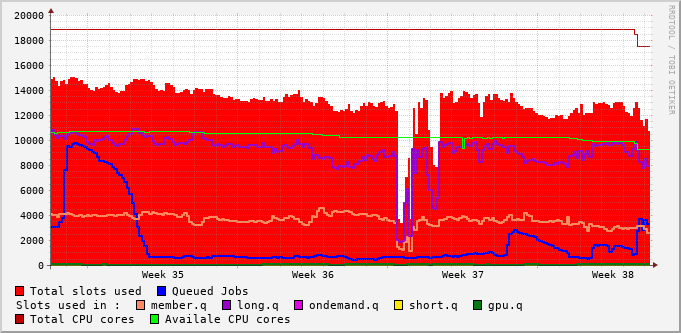 RRDTOOL / TOBI OETIKER
20000
18000
16000
14000
12000
10000
8000
6000
4000
2000
0
Week 35 Week 36 Week 37 Week 38
Total slots used Queued Jobs
Slots used in : member.q long.q ondemand.q short.q gpu.q
Total CPU cores Availale CPU cores